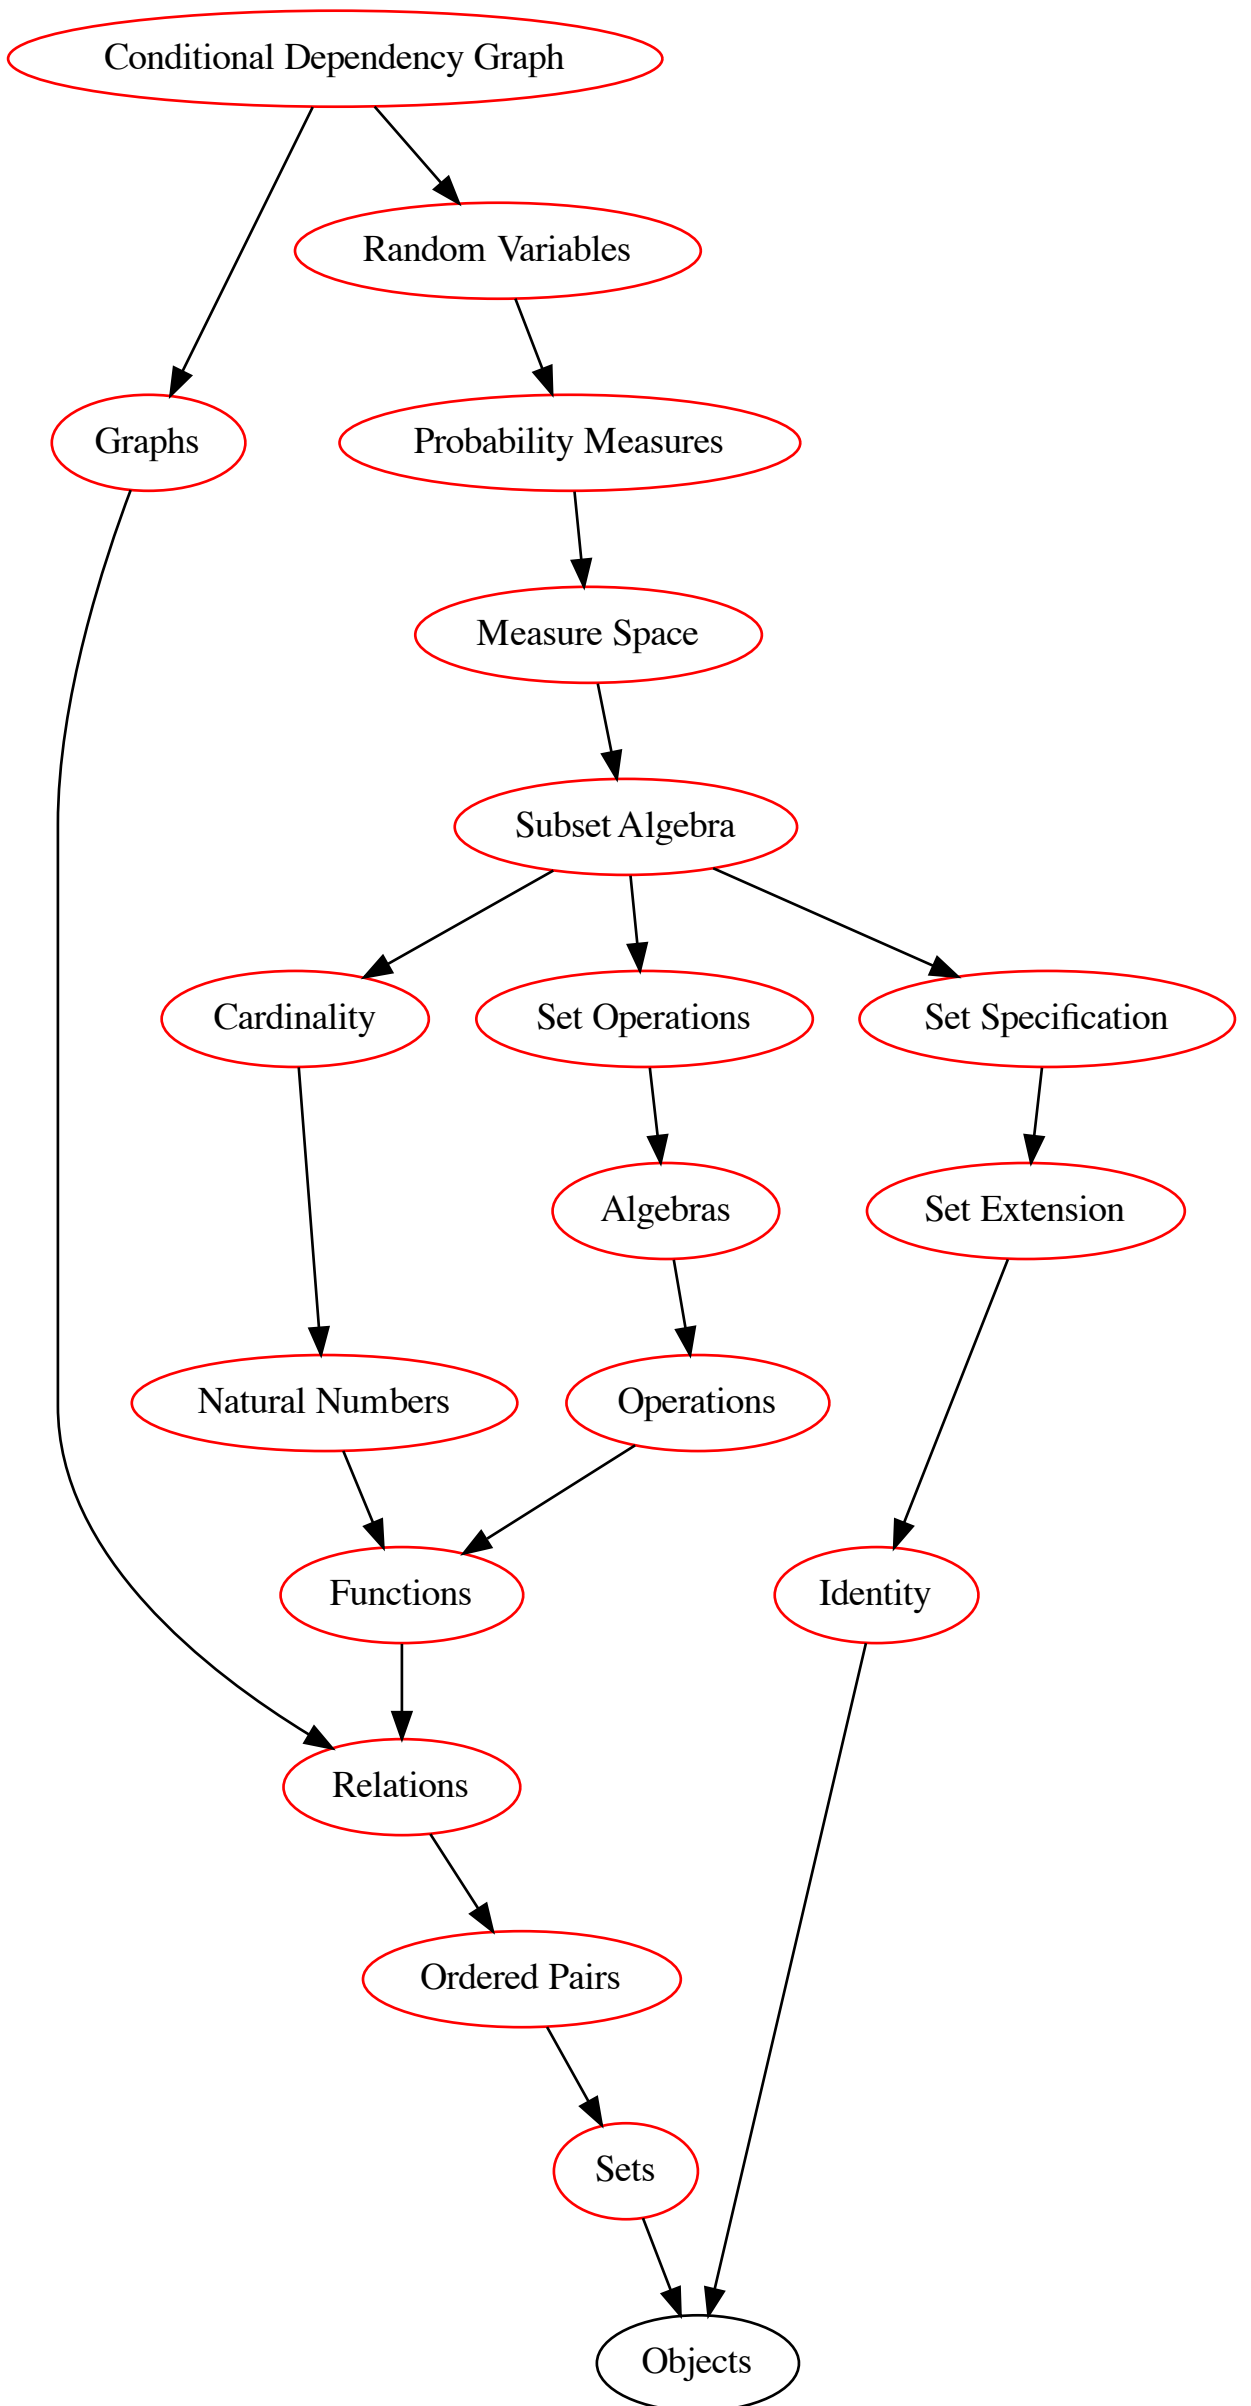 Conditional Dependency Graph
Random Variables
Graphs
Probability Measures
Measure Space
Subset Algebra
Cardinality
Set Operations
Set Specification
Algebras
Set Extension
Natural Numbers
Operations
Functions
Identity
Relations
Ordered Pairs
Sets
Objects